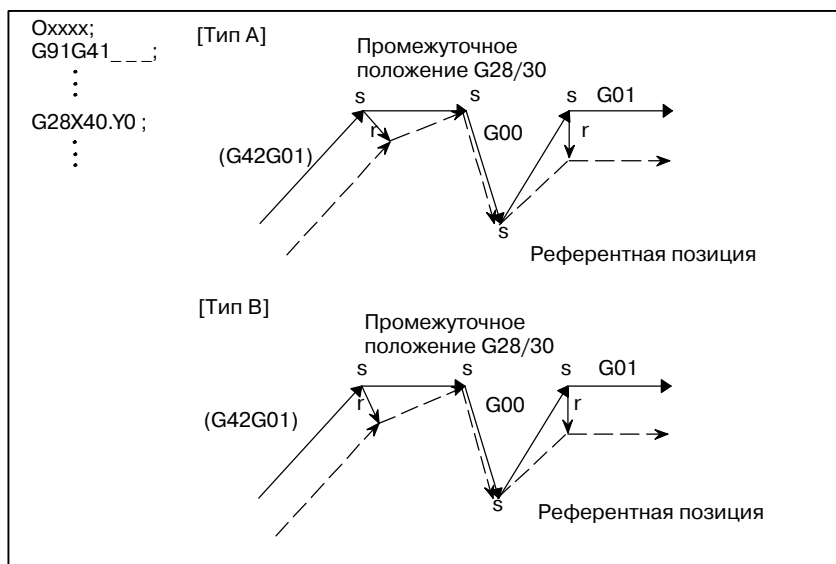 Oxxxx;
G91G41_ _ _;
G28X40.Y0 ;
[Тип A]
Промежуточное
положение G28/30
s
s
s
G01
r
G00
r
(G42G01)
s
Референтная позиция
[Тип B]
Промежуточное
положение G28/30
s
s
s
G01
r
G00
r
(G42G01)
s
Референтная позиция